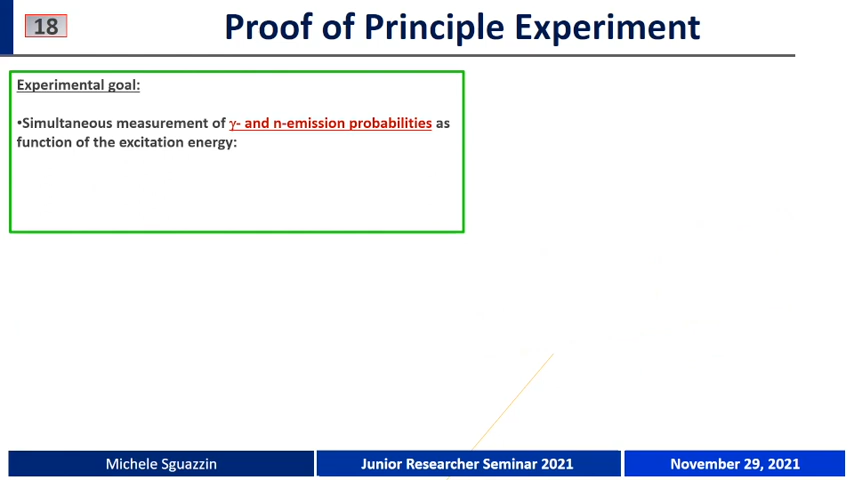 18
Proof of Principle Experiment
Experimental goal:
•Simultaneous measurement of γ- and n-emission probabilities as
function of the excitation energy:
Michele Sguazzin
Junior Researcher Seminar 2021
November 29, 2021